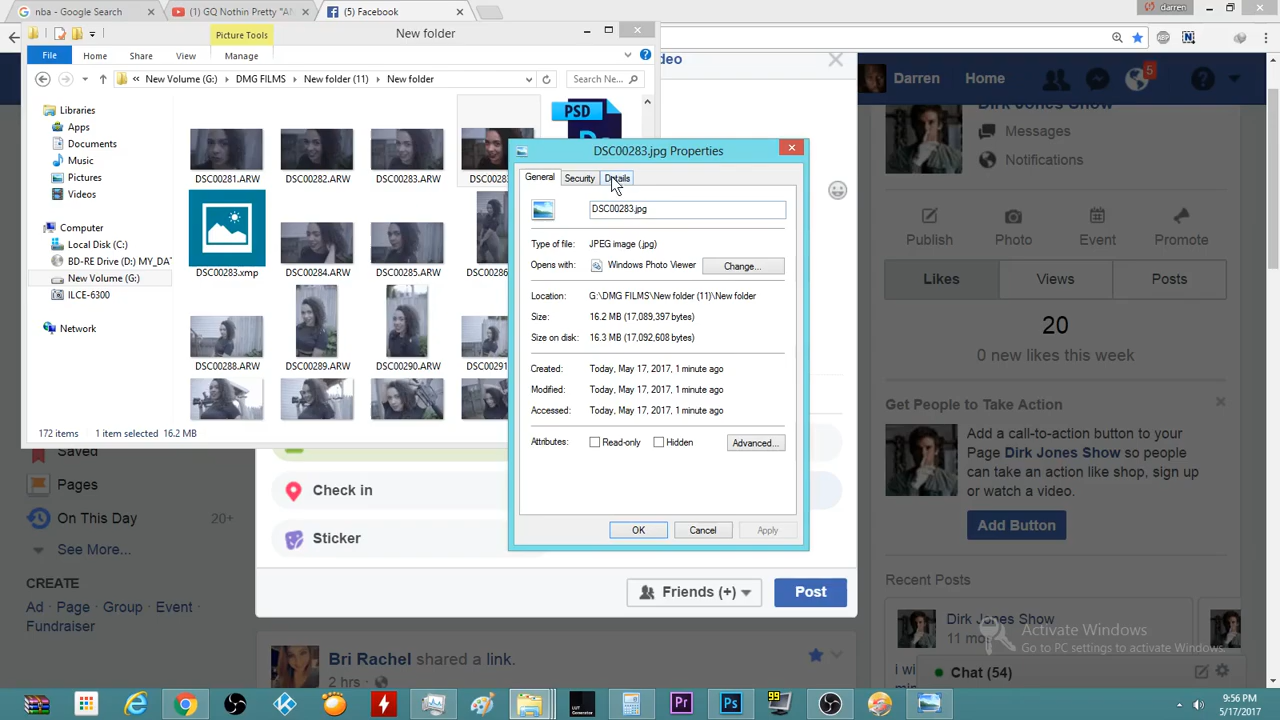 nba - Google Search
(1) GQ Nothin Pretty "A
(5) Facebook
darren
Picture Tools
New folder
File
Home
Share
View
Manage
New Volume (G:)
DMG FILMS
New folder (11)
New folder
Search Ne...
deo
Darren
Home
5
Dirk Jones Show
Messages
Notifications
Publish
Photo
Event
Promote
Likes
Views
Posts
20
0 new likes this week
Get People to Take Action
Add a call-to-action button to your
Page Dirk Jones Show so people
can take an action like shop, sign up
or watch a video.
Add Button
Recent Posts
Dirk Jones Show
11 mos
i wi
Activate Windows
Go to PC settings to activate Windows.
Chat (54)
Libraries
Apps
Documents
Music
Pictures
Videos
Computer
Local Disk (C:)
BD-RE Drive (D:) MY_DA
New Volume (G:)
ILCE-6300
Network
PSD
DSC00281.ARW
DSC00282.ARW
DSC00283.ARW
DSC0028
DSC00283.xmp
DSC00284.ARW
DSC00285.ARW
DSC00286
DSC00288.ARW
DSC00289.ARW
DSC00290.ARW
DSC00291
172 items
1 item selected 16.2 MB
DSC00283.jpg Properties
General
Security
Details
DSC00283.jpg
Type of file:
JPEG image (.jpg)
Opens with:
Windows Photo Viewer
Change...
Location:
G:\DMG FILMS\New folder (11)\New folder
Size:
16.2 MB (17,089,397 bytes)
Size on disk:
16.3 MB (17,092,608 bytes)
Created:
Today, May 17, 2017, 1 minute ago
Modified:
Today, May 17, 2017, 1 minute ago
Accessed:
Today, May 17, 2017, 1 minute ago
Attributes:
Read-only
Hidden
Advanced...
OK
Cancel
Apply
Saved
Pages
On This Day
20+
See More...
CREATE
Ad · Page · Group · Event ·
Fundraiser
Check in
Sticker
Friends (+)
Post
Bri Rachel shared a link.
2 hrs
99
Pr
Ps
9:56 PM
5/17/2017